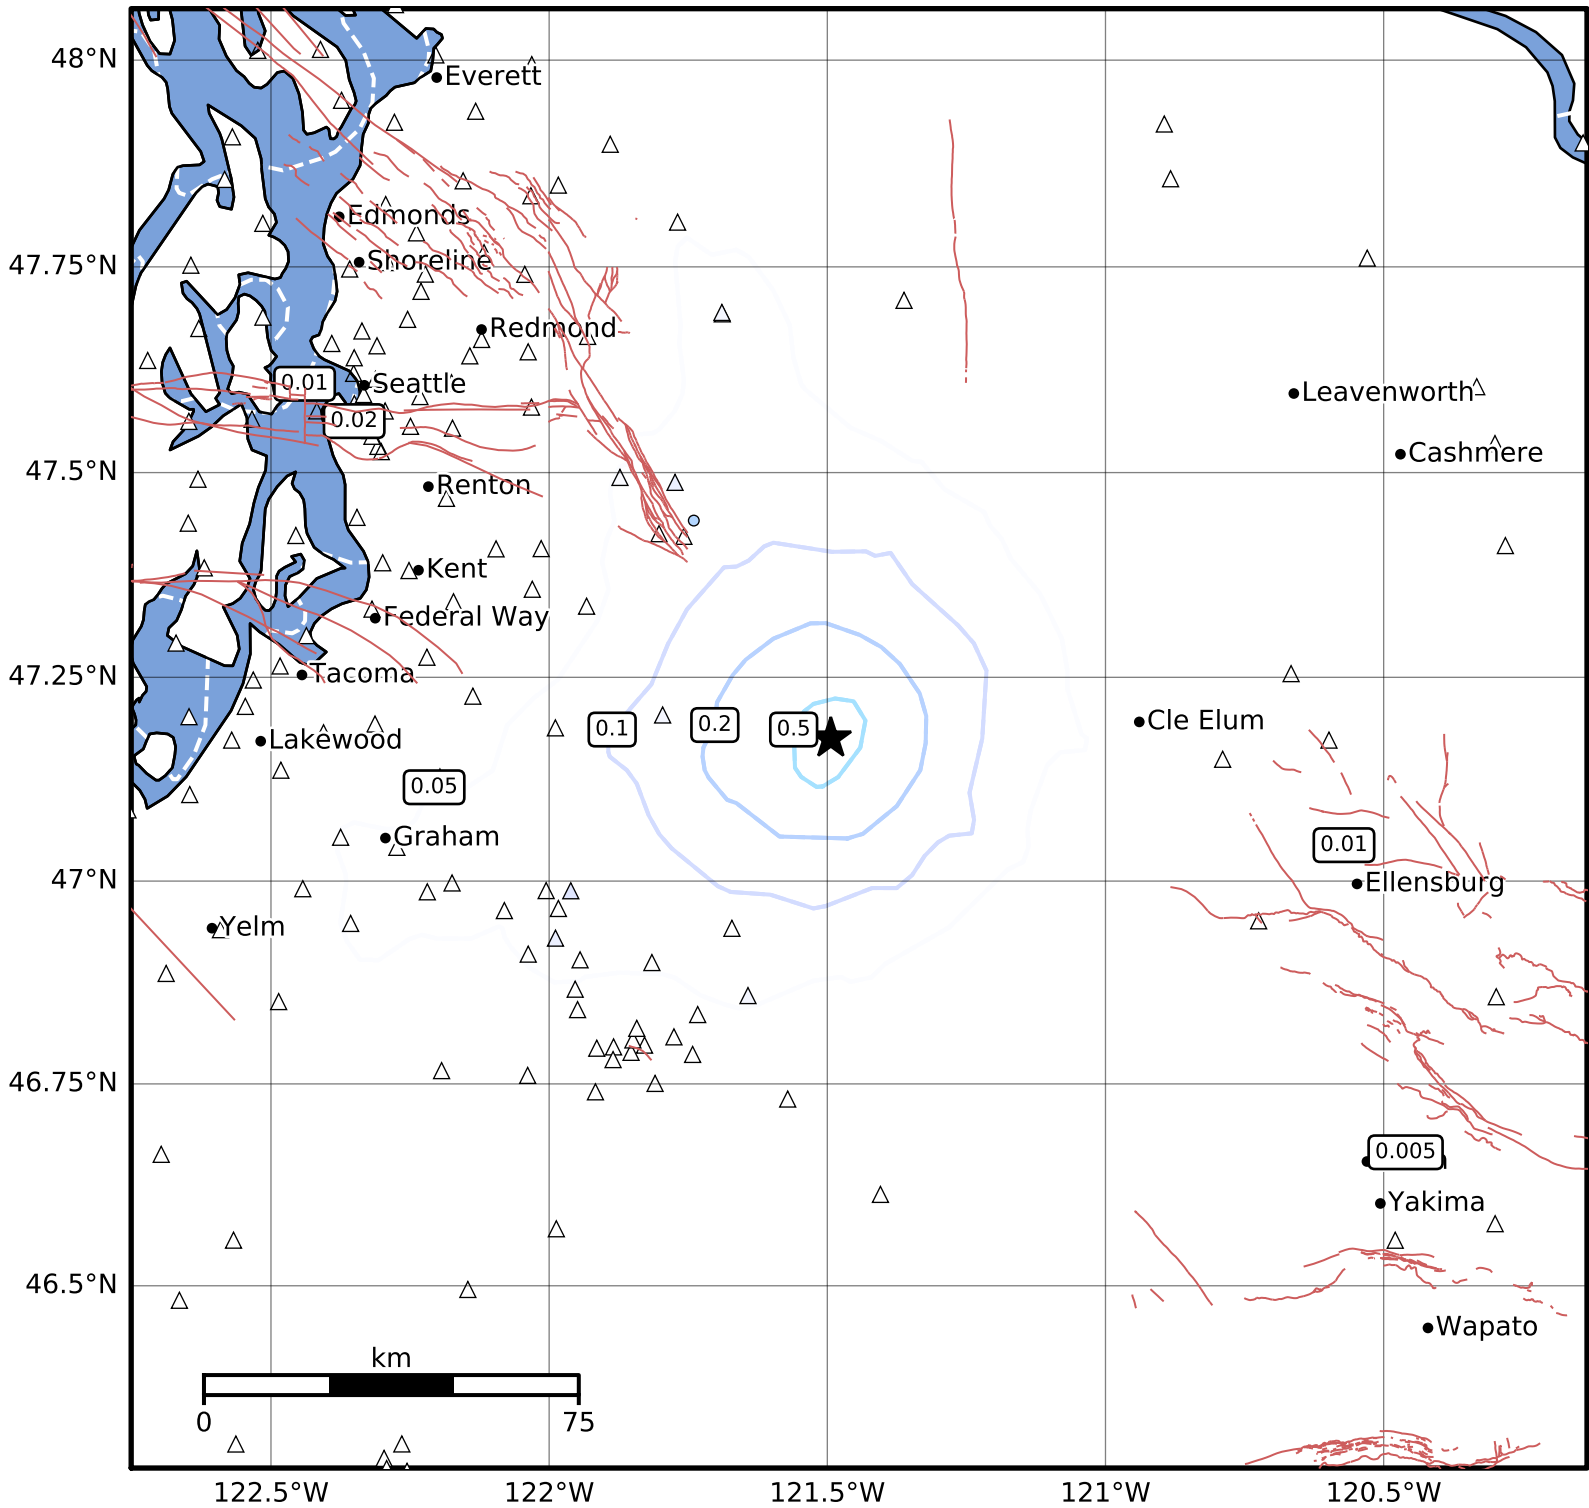 48°N
Everett
Edmonds
47.75°N
Shoreline
Redmond
0.01
Seattle
Leavenworth
0.02
Cashmere
47.5°N
Renton
Kent
Federal Way
47.25°N
Tacoma
0.1
0.2
0.5
Cle Elum
Lakewood
0.05
Graham
0.01
47°N
Ellensburg
Yelm
46.75°N
0.005
Yakima
46.5°N
Wapato
km
0
75
122.5°W
122°W
121.5°W
121°W
120.5°W